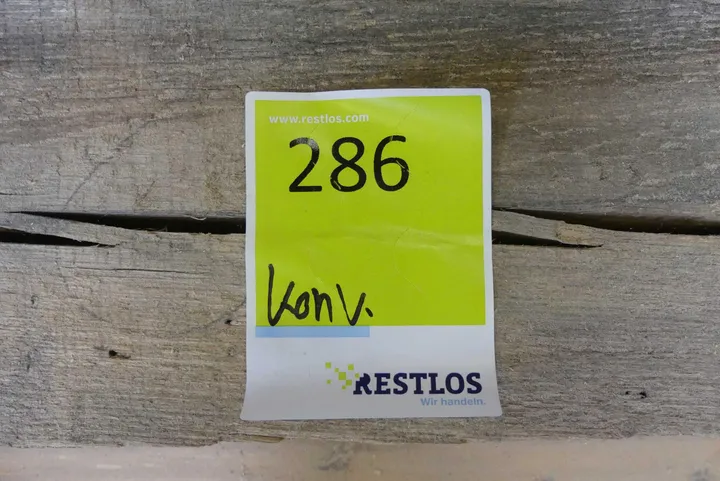 www.restlos.com
286
Konv.
RESTLOS
Wir handeln.